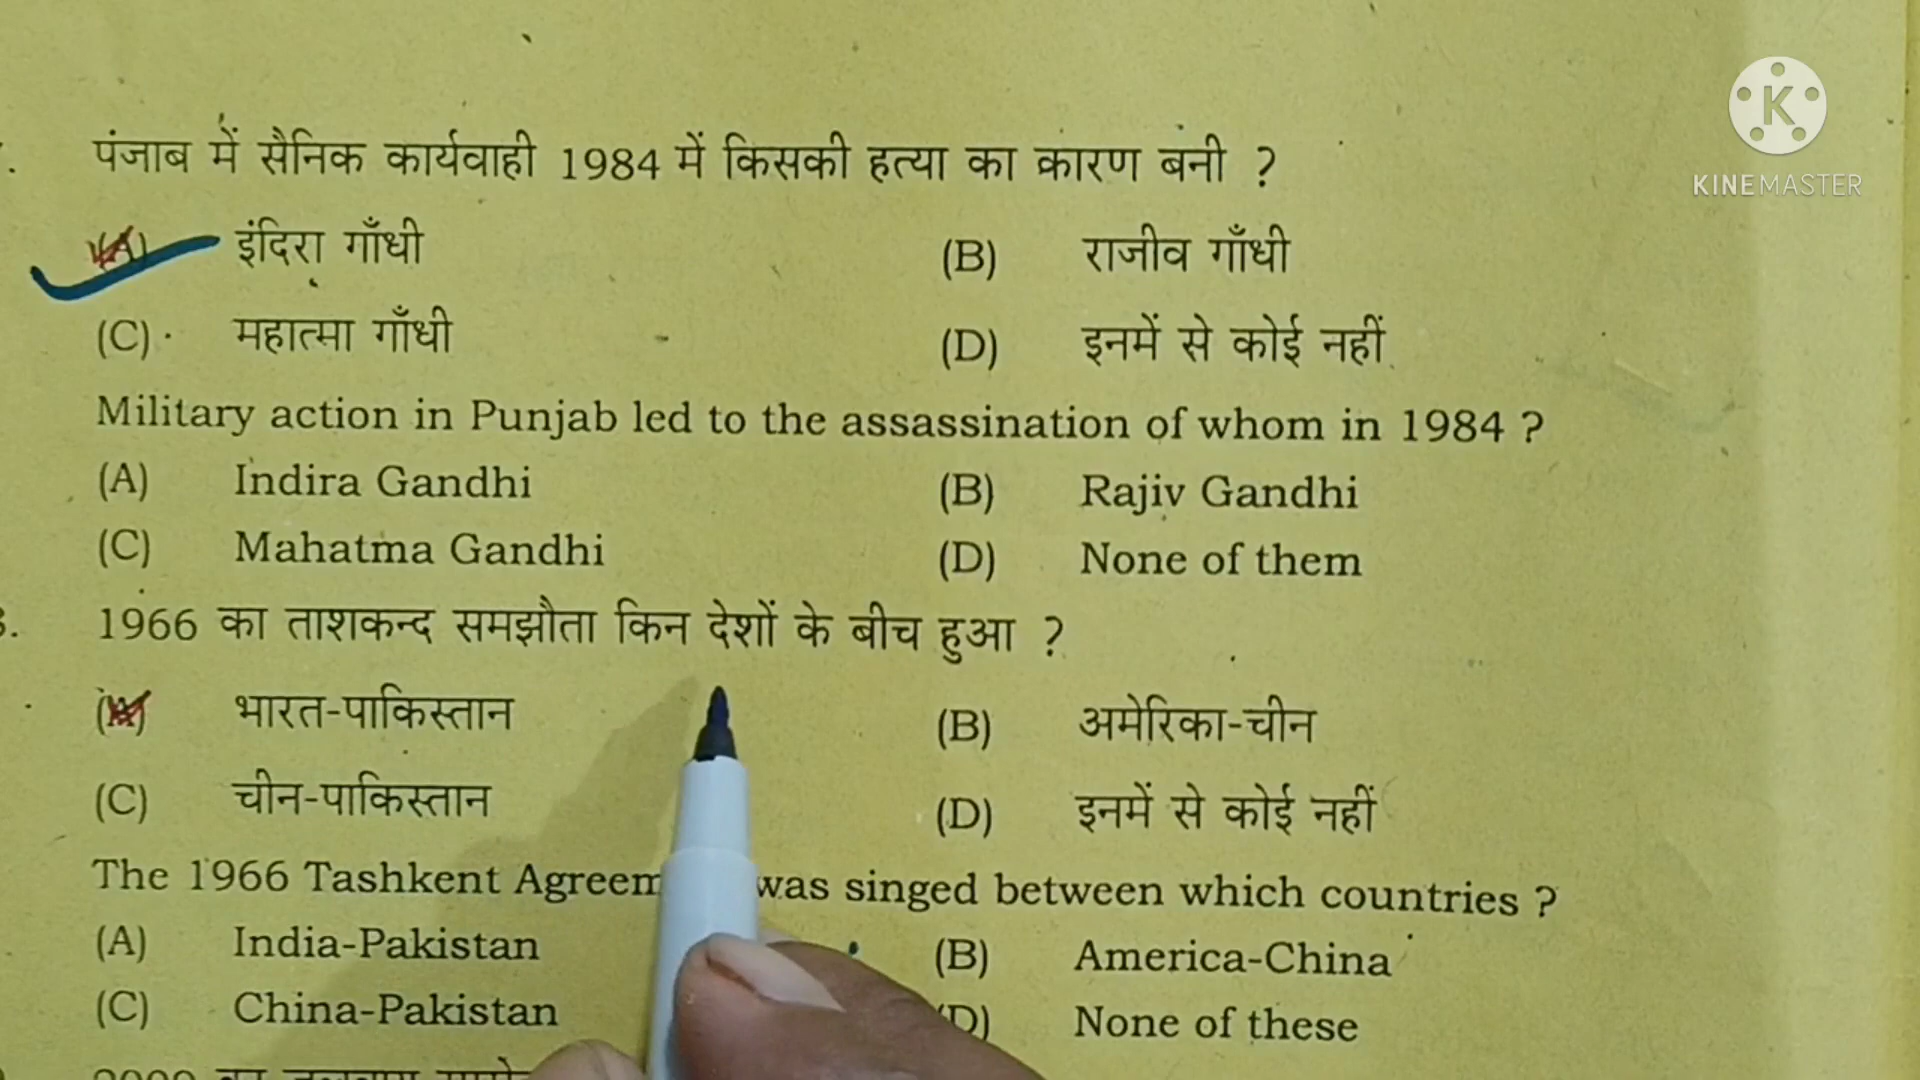 पंजाब में सैनिक कार्यवाही 1984 में किसकी हत्या का कारण बनी ?
(A) इंदिरा गाँधी (B) राजीव गाँधी
(C) महात्मा गाँधी (D) इनमें से कोई नहीं
Military action in Punjab led to the assassination of whom in 1984 ?
(A) Indira Gandhi (B) Rajiv Gandhi
(C) Mahatma Gandhi (D) None of them
1966 का ताशकन्द समझौता किन देशों के बीच हुआ ?
(A) भारत-पाकिस्तान (B) अमेरिका-चीन
(C) चीन-पाकिस्तान (D) इनमें से कोई नहीं
The 1966 Tashkent Agreem was singed between which countries ?
(A) India-Pakistan (B) America-China
(C) China-Pakistan (D) None of these
K
KINEMASTER